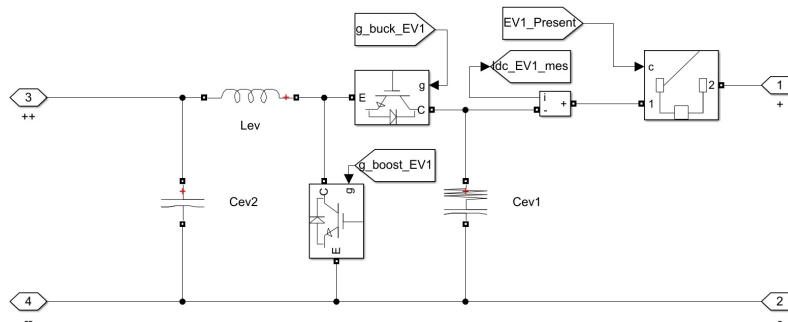 g_buck_EV1
EV1_Present
Idc_EV1_mes
3
++
Lev
E
g
C
i
-
+
c
1
2
1
+
g_boost_EV1
C
g
E
Cev2
Cev1
4
--
2
-